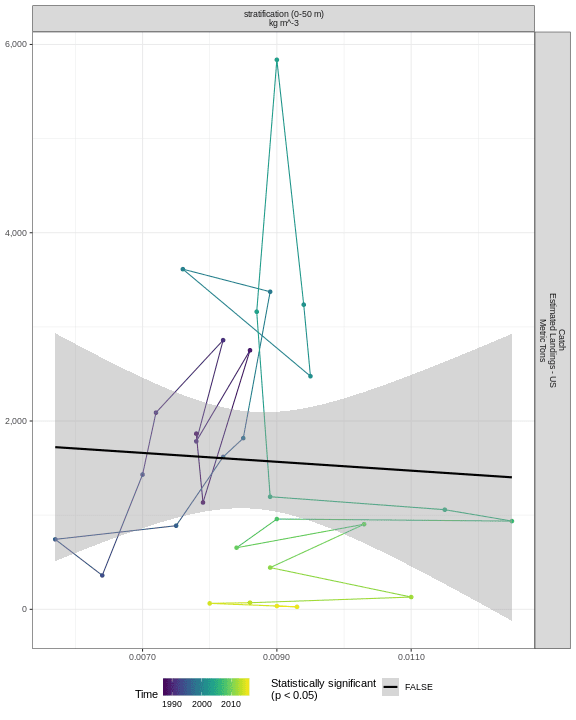 stratification (0-50 m)
kg m^-3
6,000
4,000
2,000
0
Catch
Estimated Landings - US
Metric Tons
0.0070 0.0090 0.0110
Time
1990 2000 2010
Statistically significant
(p < 0.05)
FALSE